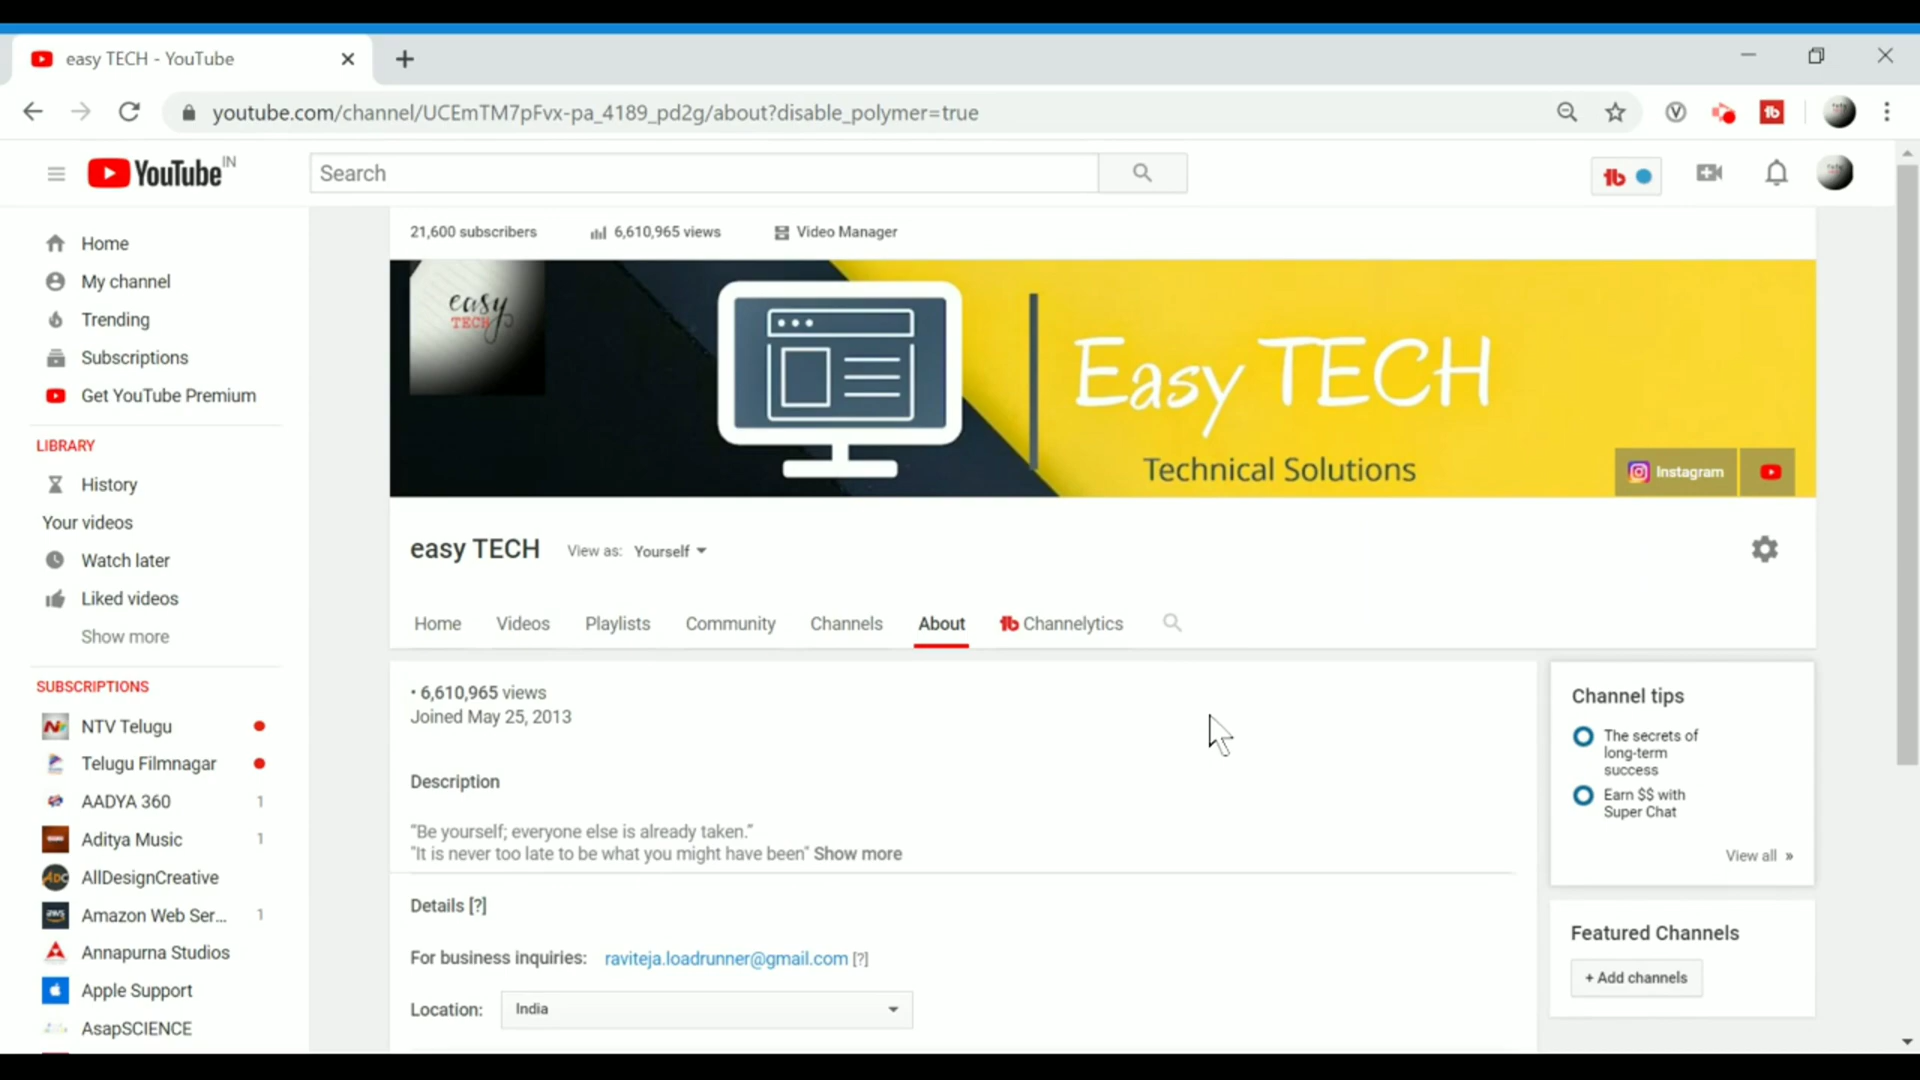 easy TECH - YouTube
youtube.com/channel/UCEmTM7pFvx-pa_4189_pd2g/about?disable_polymer=true
YouTube IN
Search
21,600 subscribers
6,610,965 views
Video Manager
Home
My channel
Trending
Subscriptions
Get YouTube Premium
LIBRARY
History
Your videos
Watch later
Liked videos
Show more
SUBSCRIPTIONS
NTV Telugu
Telugu Filmnagar
AADYA 360 1
Aditya Music 1
AllDesignCreative
Amazon Web Ser... 1
Annapurna Studios
Apple Support
AsapSCIENCE
easy
TECH
Easy TECH
Technical Solutions
Instagram
easy TECH View as: Yourself
Home Videos Playlists Community Channels About Channelytics
• 6,610,965 views
Joined May 25, 2013
Description
"Be yourself; everyone else is already taken."
"It is never too late to be what you might have been" Show more
Details [?]
For business inquiries: raviteja.loadrunner@gmail.com [?]
Location: India
Channel tips
The secrets of
long-term
success
Earn $$ with
Super Chat
View all »
Featured Channels
+ Add channels